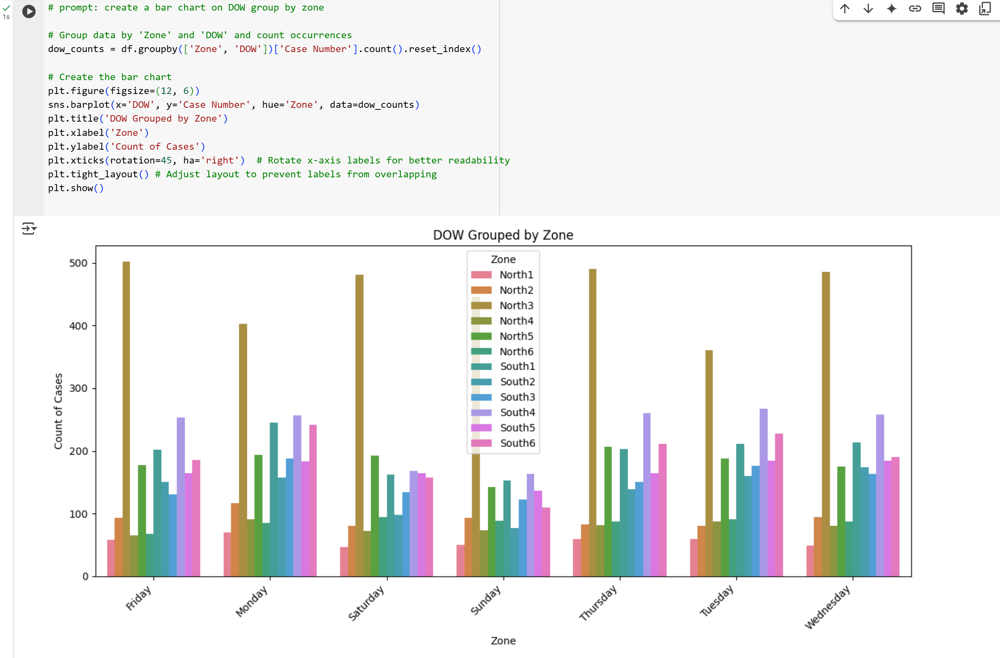 1s
# prompt: create a bar chart on DOW group by zone
# Group data by 'Zone' and 'DOW' and count occurrences
dow_counts = df.groupby(['Zone', 'DOW'])['Case Number'].count().reset_index()
# Create the bar chart
plt.figure(figsize=(12, 6))
sns.barplot(x='DOW', y='Case Number', hue='Zone', data=dow_counts)
plt.title('DOW Grouped by Zone')
plt.xlabel('Zone')
plt.ylabel('Count of Cases')
plt.xticks(rotation=45, ha='right')  # Rotate x-axis labels for better readability
plt.tight_layout() # Adjust layout to prevent labels from overlapping
plt.show()
DOW Grouped by Zone
Zone
North1
North2
North3
North4
North5
North6
South1
South2
South3
South4
South5
South6
Count of Cases
500
400
300
200
100
0
Friday
Monday
Saturday
Sunday
Thursday
Tuesday
Wednesday
Zone